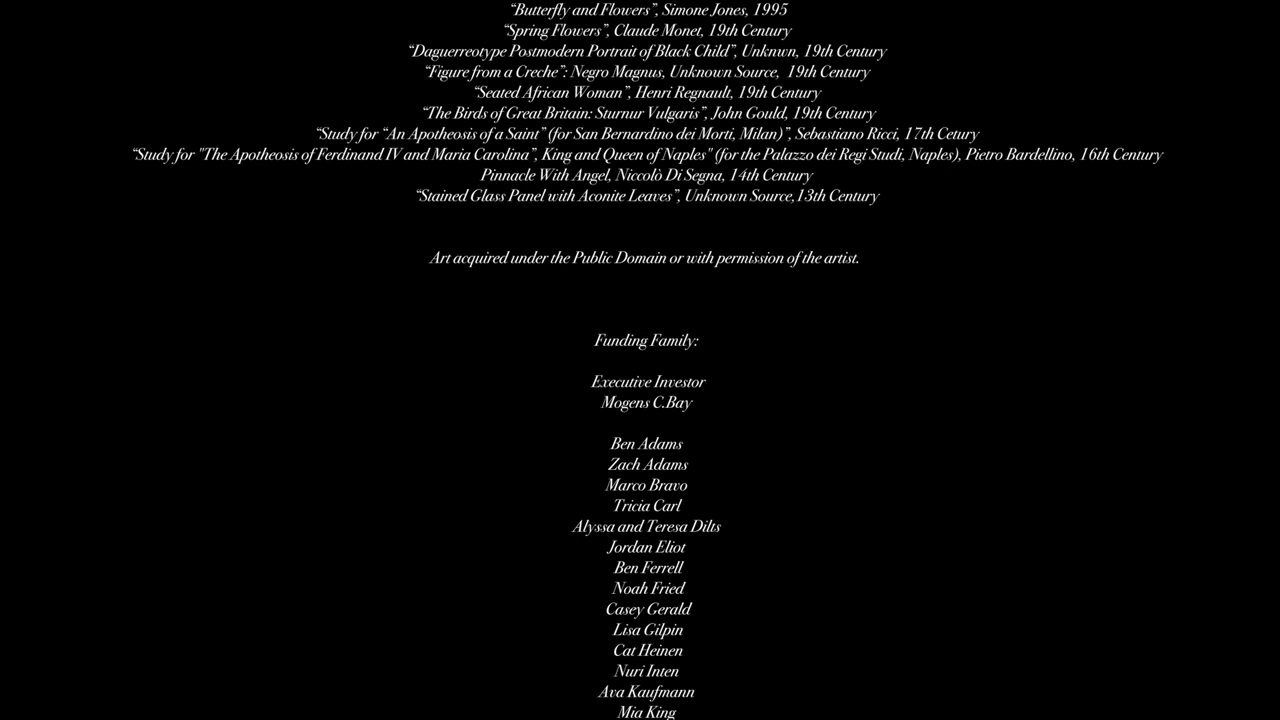 “Butterfly and Flowers”, Simone Jones, 1995
“Spring Flowers”, Claude Monet, 19th Century
“Daguerreotype Postmodern Portrait of Black Child”, Unknwn, 19th Century
“Figure from a Creche”: Negro Magnus, Unknown Source,  19th Century
“Seated African Woman”, Henri Regnault, 19th Century
“The Birds of Great Britain: Sturnur Vulgaris”, John Gould, 19th Century
“Study for “An Apotheosis of a Saint” (for San Bernardino dei Morti, Milan)”, Sebastiano Ricci, 17th Cetury
“Study for "The Apotheosis of Ferdinand IV and Maria Carolina”, King and Queen of Naples" (for the Palazzo dei Regi Studi, Naples), Pietro Bardellino, 16th Century
Pinnacle With Angel, Niccolò Di Segna, 14th Century
“Stained Glass Panel with Aconite Leaves”, Unknown Source,13th Century
Art acquired under the Public Domain or with permission of the artist.
Funding Family:
Executive Investor
Mogens C.Bay
Ben Adams
Zach Adams
Marco Bravo
Tricia Carl
Alyssa and Teresa Dilts
Jordan Eliot
Ben Ferrell
Noah Fried
Casey Gerald
Lisa Gilpin
Cat Heinen
Nuri Inten
Ava Kaufmann
Mia King